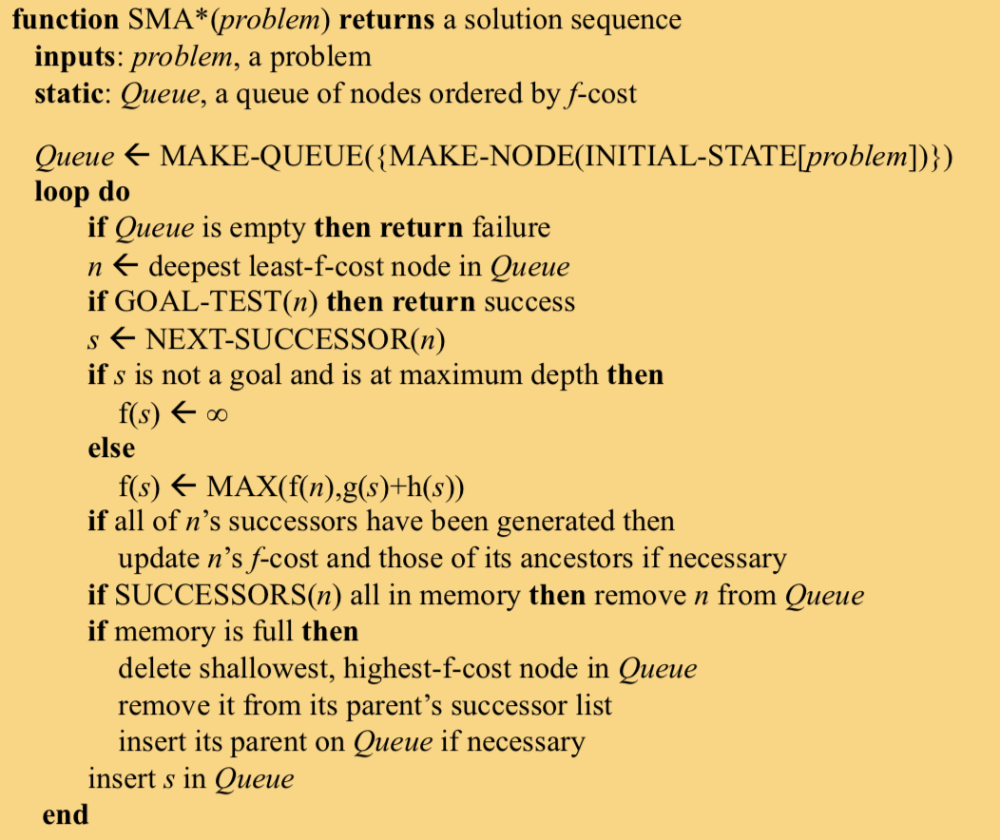 function SMA*(problem) returns a solution sequence
inputs: problem, a problem
static: Queue, a queue of nodes ordered by f-cost
Queue ← MAKE-QUEUE({MAKE-NODE(INITIAL-STATE[problem])})
loop do
if Queue is empty then return failure
n ← deepest least-f-cost node in Queue
if GOAL-TEST(n) then return success
s ← NEXT-SUCCESSOR(n)
if s is not a goal and is at maximum depth then
f(s) ← ∞
else
f(s) ← MAX(f(n),g(s)+h(s))
if all of n’s successors have been generated then
update n’s f-cost and those of its ancestors if necessary
if SUCCESSORS(n) all in memory then remove n from Queue
if memory is full then
delete shallowest, highest-f-cost node in Queue
remove it from its parent’s successor list
insert its parent on Queue if necessary
insert s in Queue
end